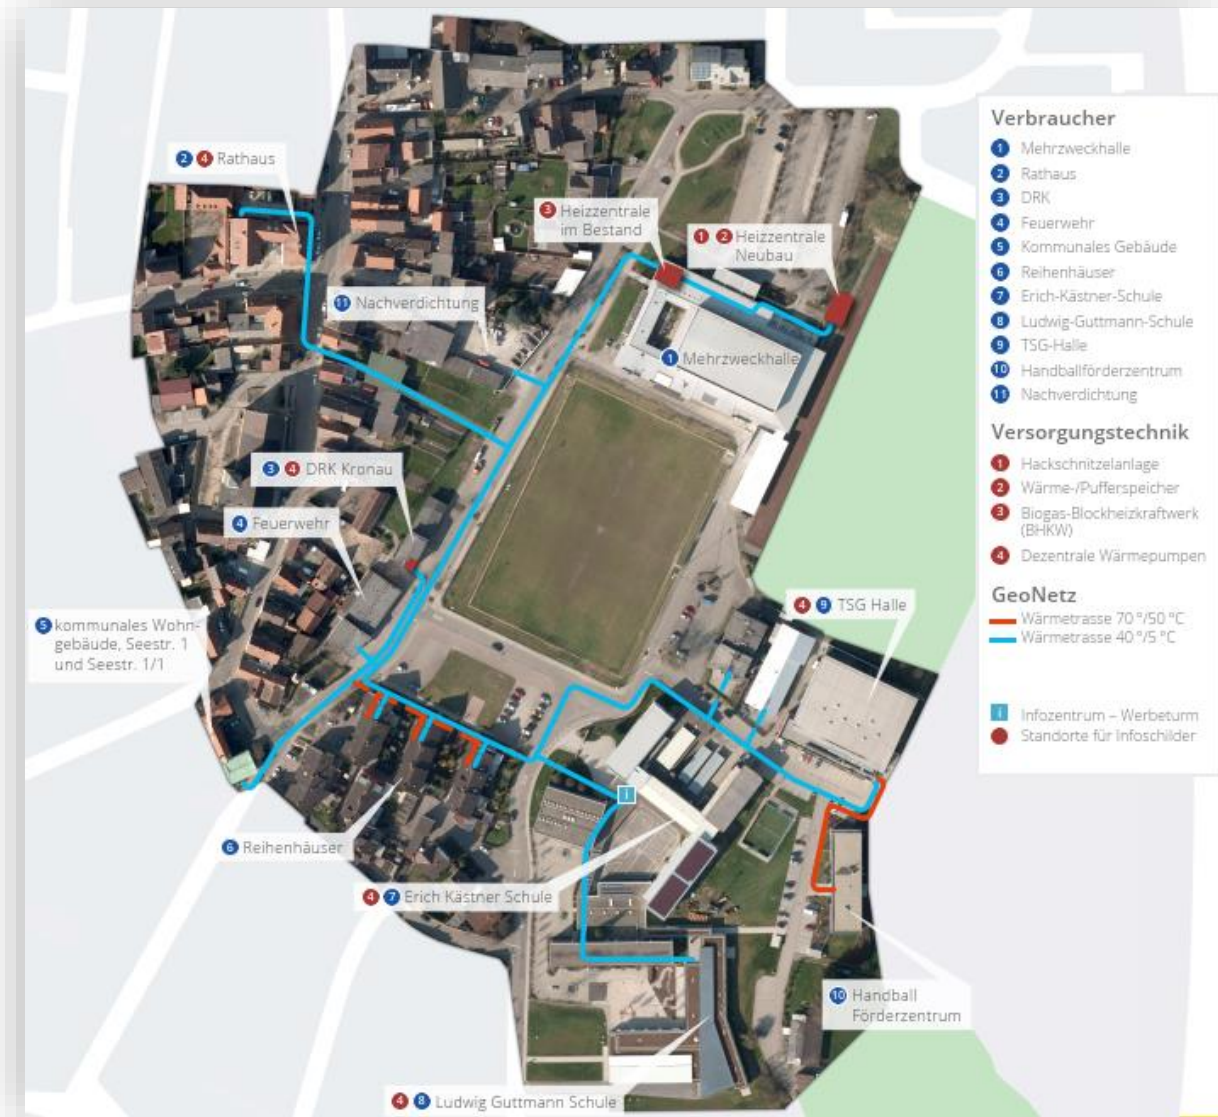 2 4 Rathaus
3 Heizzentrale
im Bestand
1 2 Heizzentrale
Neubau
11 Nachverdichtung
1 Mehrzweckhalle
3 4 DRK Kronau
4 Feuerwehr
4 9 TSG Halle
5 kommunales Wohn-
gebäude, Seestr. 1
und Seestr. 1/1
i
6 Reihenhäuser
4 7 Erich Kästner Schule
10 Handball
Förderzentrum
4 8 Ludwig Guttmann Schule
Verbraucher
1 Mehrzweckhalle
2 Rathaus
3 DRK
4 Feuerwehr
5 Kommunales Gebäude
6 Reihenhäuser
7 Erich-Kästner-Schule
8 Ludwig-Guttmann-Schule
9 TSG-Halle
10 Handballförderzentrum
11 Nachverdichtung
Versorgungstechnik
1 Hackschnitzelanlage
2 Wärme-/Pufferspeicher
3 Biogas-Blockheizkraftwerk
(BHKW)
4 Dezentrale Wärmepumpen
GeoNetz
Wärmetrasse 70 °/50 °C
Wärmetrasse 40 °/5 °C
i Infozentrum – Werbeturm
Standorte für Infoschilder